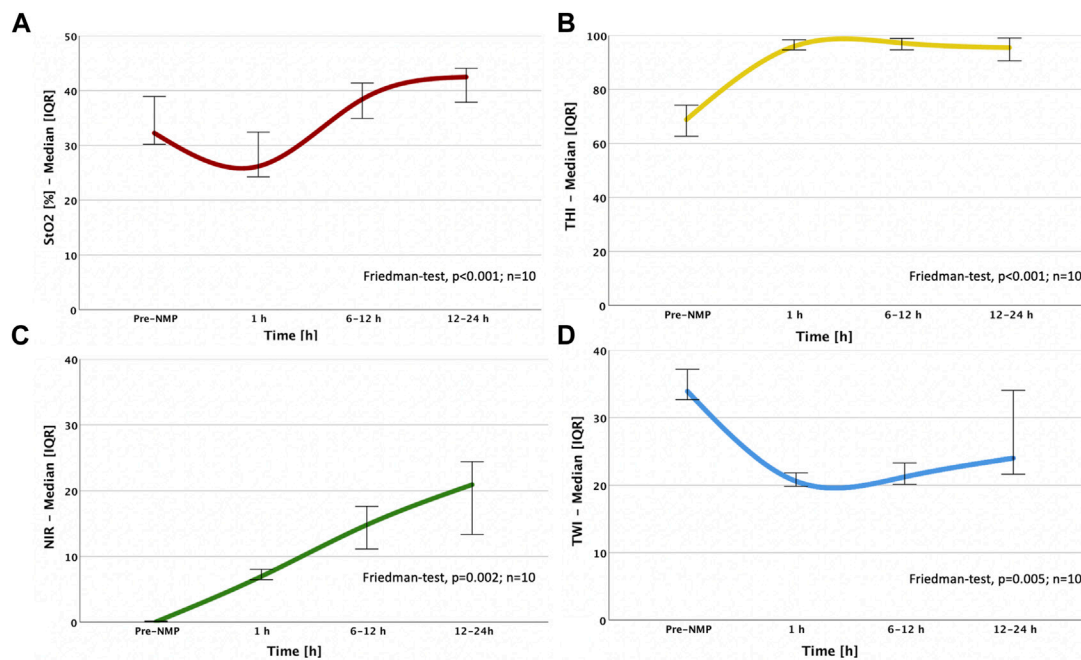 A
StO2 [%] – Median [IQR]
50
40
30
20
10
0
Friedman-test, p<0.001; n=10
Pre-NMP 1 h 6-12 h 12-24 h
Time [h]
B
THI – Median [IQR]
100
80
60
40
20
0
Friedman-test, p<0.001; n=10
Pre-NMP 1 h 6-12 h 12-24 h
Time [h]
C
NIR – Median [IQR]
40
30
20
10
0
Friedman-test, p=0.002; n=10
Pre-NMP 1 h 6-12 h 12-24 h
Time [h]
D
TWI – Median [IQR]
40
30
20
10
0
Friedman-test, p=0.005; n=10
Pre-NMP 1 h 6-12 h 12-24 h
Time [h]